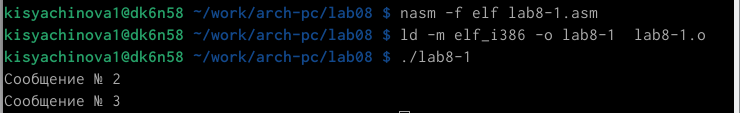 kisyachinova1@dk6n58 ~/work/arch-pc/lab08 $ nasm -f elf lab8-1.asm
kisyachinova1@dk6n58 ~/work/arch-pc/lab08 $ ld -m elf_i386 -o lab8-1  lab8-1.o
kisyachinova1@dk6n58 ~/work/arch-pc/lab08 $ ./lab8-1
Сообщение № 2
Сообщение № 3